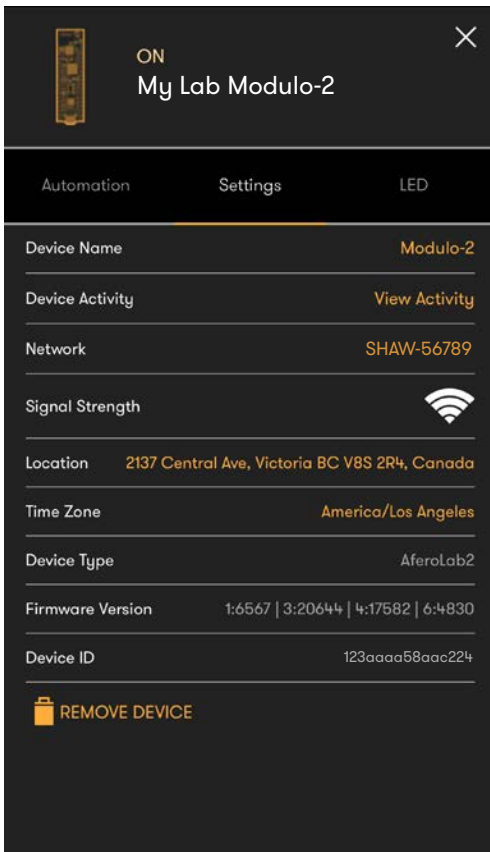 ON
My Lab Modulo-2
Automation Settings LED
Device Name Modulo-2
Device Activity View Activity
Network SHAW-56789
Signal Strength
Location 2137 Central Ave, Victoria BC V8S 2R4, Canada
Time Zone America/Los Angeles
Device Type AferoLab2
Firmware Version 1:6567 | 3:20644 | 4:17582 | 6:4830
Device ID 123aaaa58aac224
REMOVE DEVICE